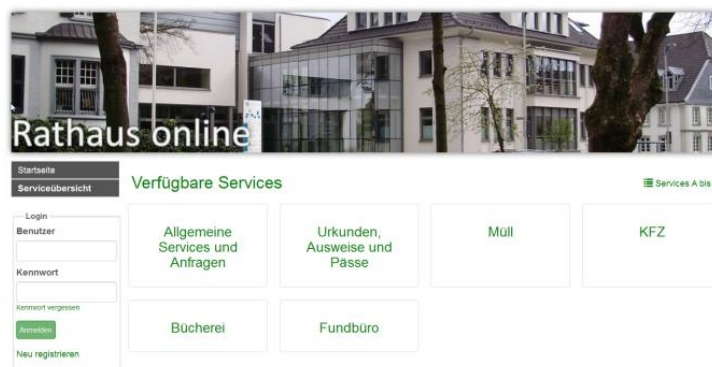 Rathaus online
Startseite
Serviceübersicht
Verfügbare Services
Services A bis
Login
Benutzer
Kennwort
Kennwort vergessen
Anmelden
Neu registrieren
Allgemeine
Services und
Anfragen
Urkunden,
Ausweise und
Pässe
Müll
KFZ
Bücherei
Fundbüro